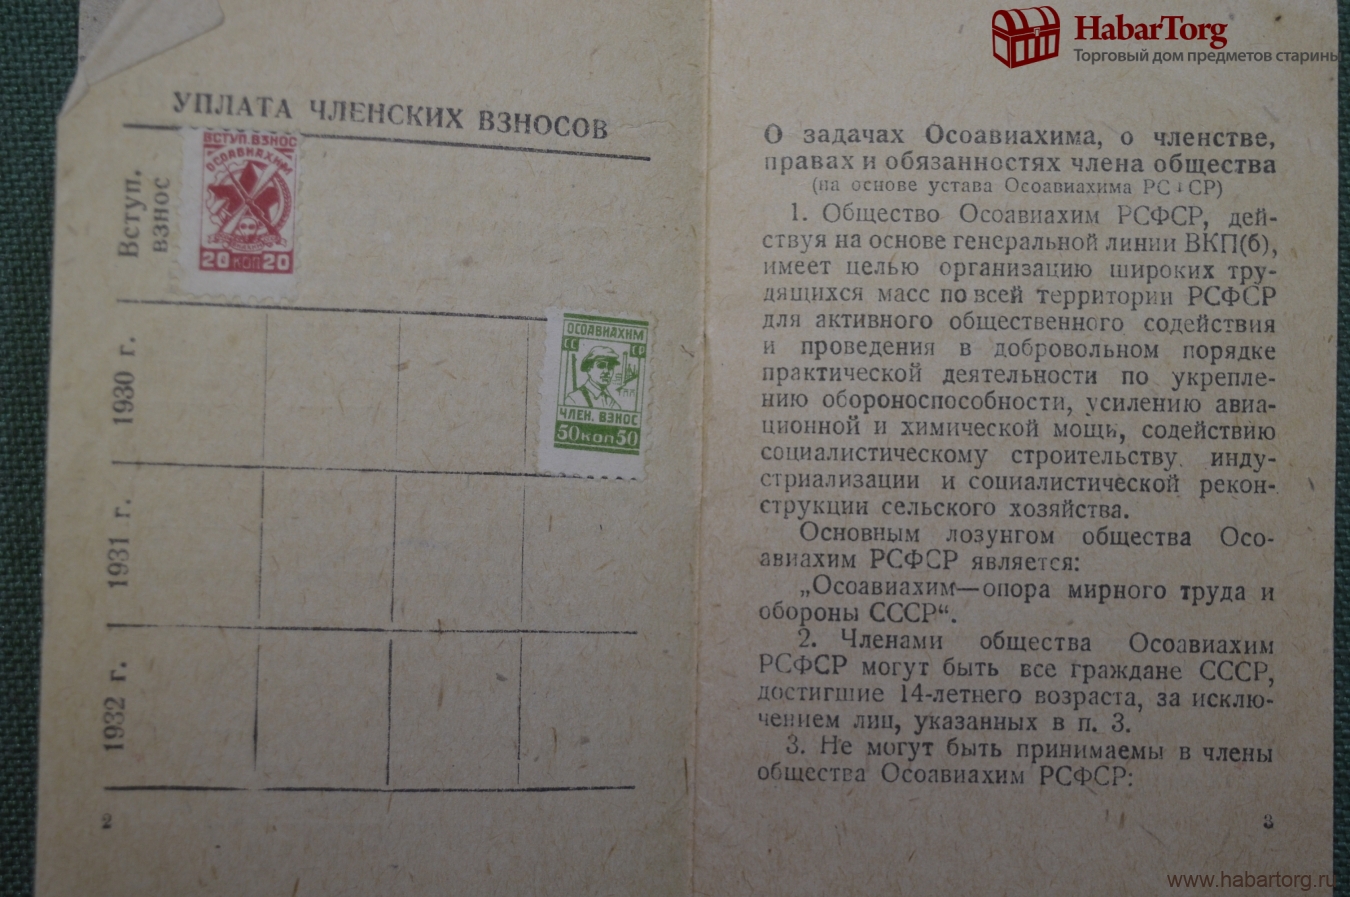 HabarTorg
Торговый дом предметов старины
УПЛАТА ЧЛЕНСКИХ ВЗНОСОВ
Вступ.
взнос
ВСТУП. ВЗНОС
ОСОАВИАХИМ
20 КОП 20
1930 г.
ОСОАВИАХИМ
СС СР
ЧЛЕН. ВЗНОС
50 КОП 50
1931 г.
1932 г.
2
О задачах Осоавиахима, о членстве,
правах и обязанностях члена общества
(на основе устава Осоавиахима РСФСР)
1. Общество Осоавиахим РСФСР, дей-
ствуя на основе генеральной линии ВКП(б),
имеет целью организацию широких тру-
дящихся масс по всей территории РСФСР
для активного общественного содействия
и проведения в добровольном порядке
практической деятельности по укрепле-
нию обороноспособности, усилению авиа-
ционной и химической мощи, содействию
социалистическому строительству, инду-
стриализации и социалистической рекон-
струкции сельского хозяйства.
Основным лозунгом общества Осо-
авиахим РСФСР является:
„Осоавиахим—опора мирного труда и
обороны СССР“.
2. Членами общества Осоавиахим
РСФСР могут быть все граждане СССР,
достигшие 14-летнего возраста, за исклю-
чением лиц, указанных в п. 3.
3. Не могут быть принимаемы в члены
общества Осоавиахим РСФСР:
3
www.habartorg.ru